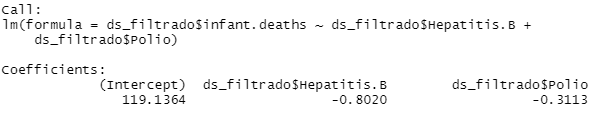 Call:
lm(formula = ds_filtrado$infant.deaths ~ ds_filtrado$Hepatitis.B +
ds_filtrado$Polio)
Coefficients:
(Intercept) ds_filtrado$Hepatitis.B ds_filtrado$Polio
119.1364 -0.8020 -0.3113